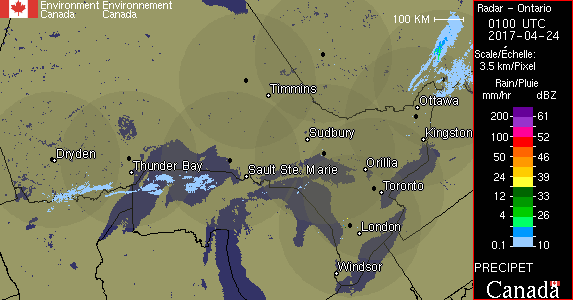 Environment Environnement
Canada Canada
100 KM
Timmins
Ottawa
Sudbury
Kingston
Dryden
Thunder Bay
Sault Ste. Marie
Orillia
Toronto
London
Windsor
Radar - Ontario
0100 UTC
2017-04-24
Scale/Échelle:
3.5 km/Pixel
Rain/Pluie
mm/hr dBZ
200 61
100 52
50 46
24 39
12 33
4 26
0.1 10
PRECIPET
Canada